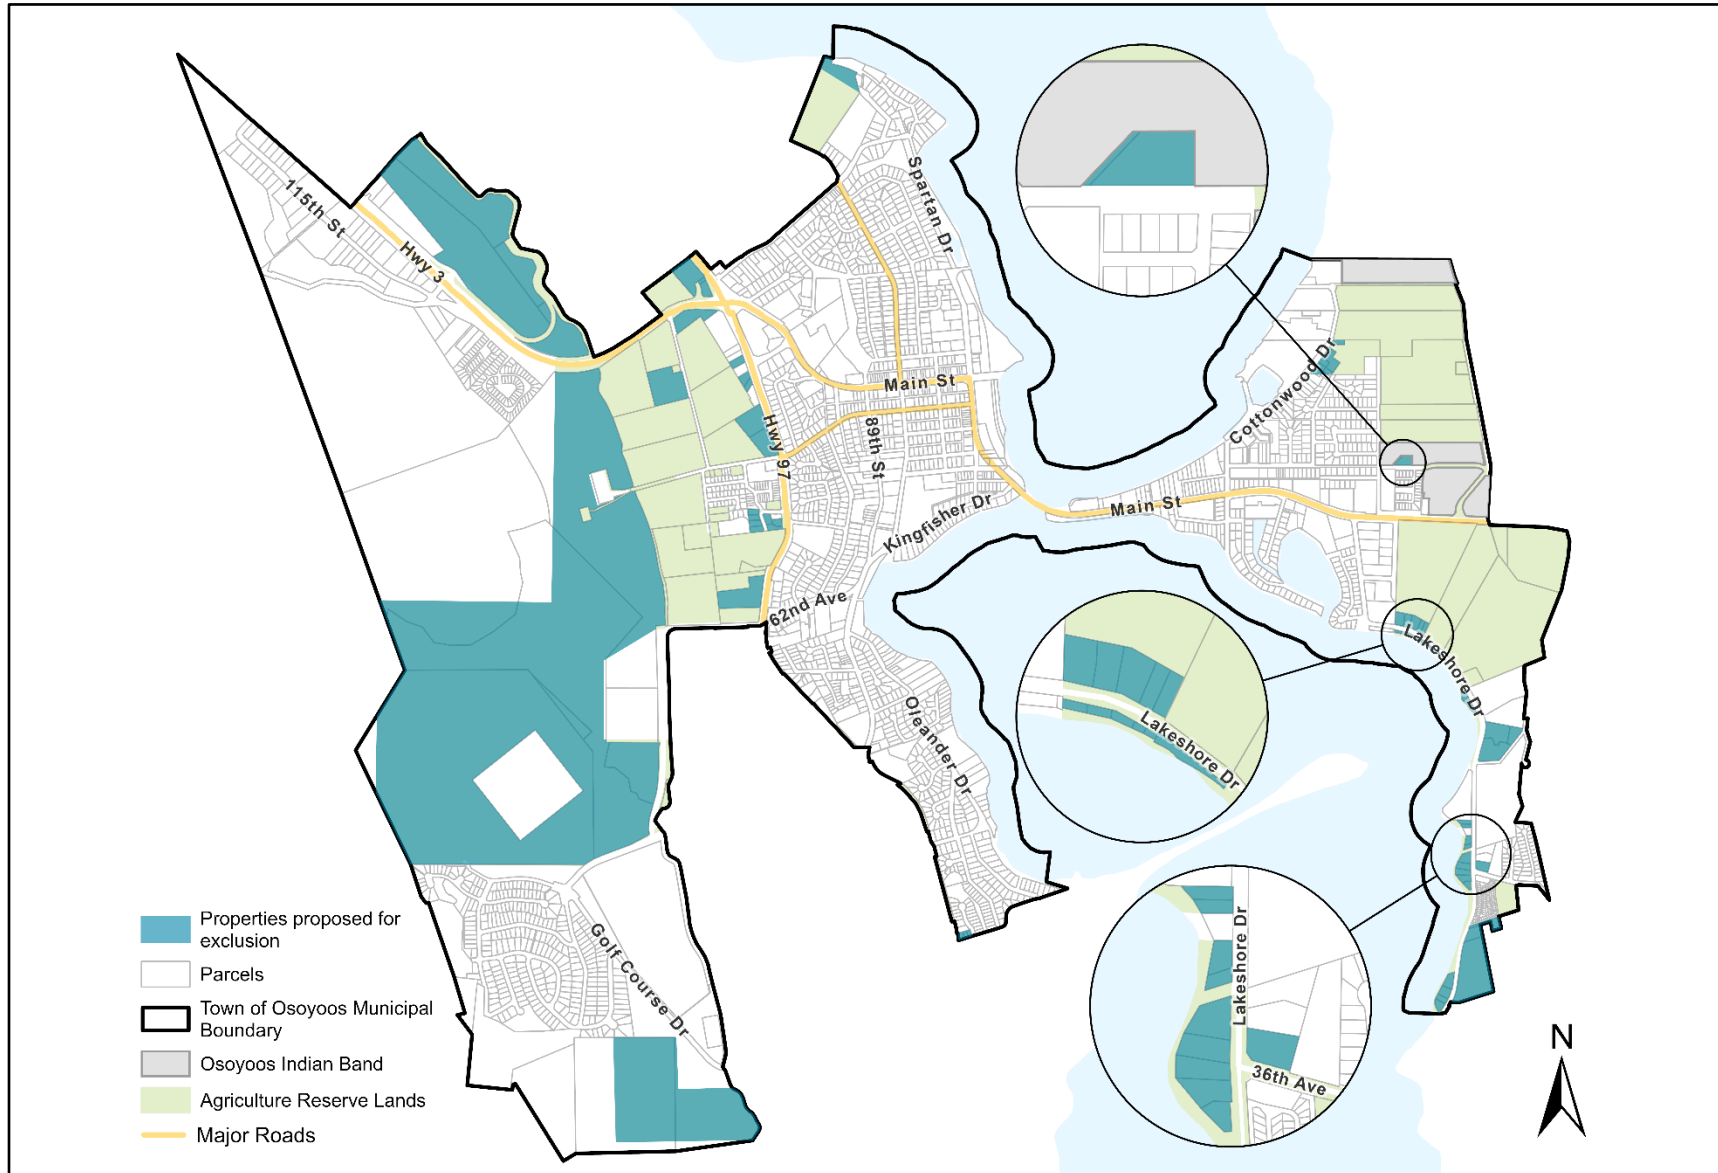 115th St
Hwy 3
Spartan Dr
Main St
Hwy 97
89th St
Kingfisher Dr
62nd Ave
Oleander Dr
Cottonwood Dr
Main St
Lakeshore Dr
Lakeshore Dr
Lakeshore Dr
36th Ave
Golf Course Dr
Properties proposed for
exclusion
Parcels
Town of Osoyoos Municipal
Boundary
Osoyoos Indian Band
Agriculture Reserve Lands
Major Roads
N